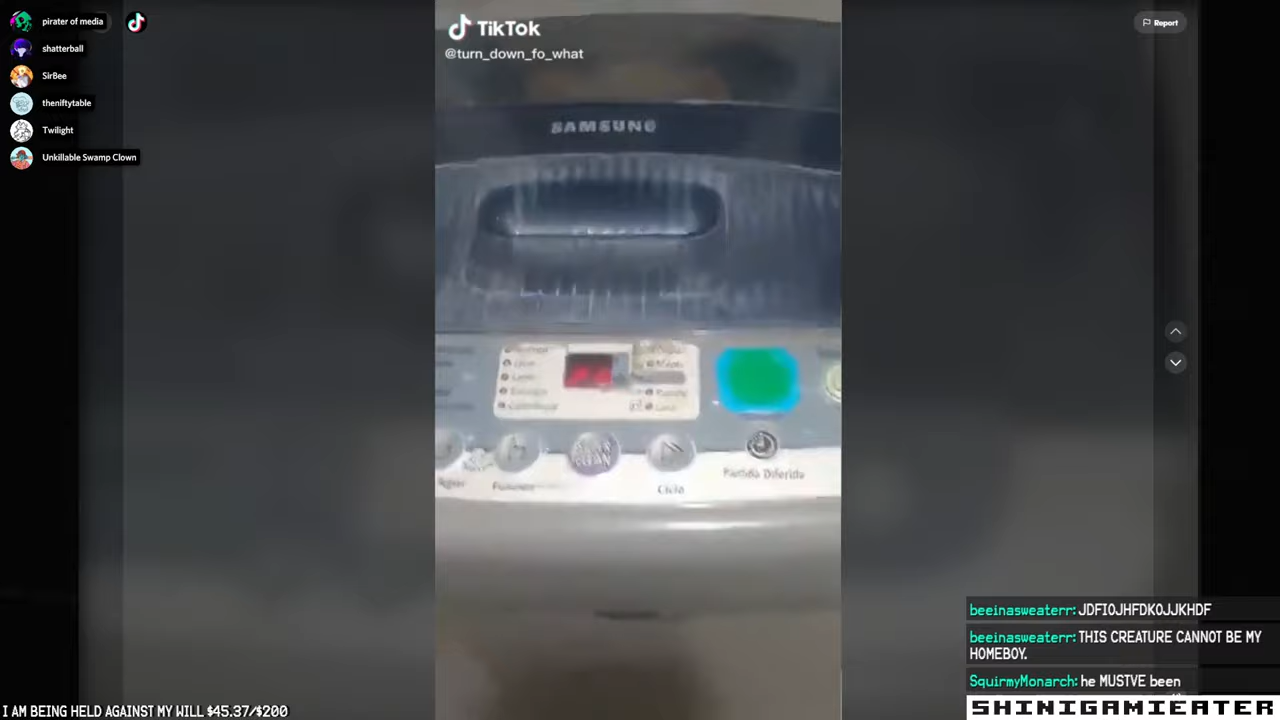 pirater of media
shatterball
SirBee
theniftytable
Twilight
Unkillable Swamp Clown
TikTok
@turn_down_fo_what
Report
SAMSUNG
Ciclo
Partida Diferida
beeinasweaterr: JDFIOJHFDKOJJKHDF
beeinasweaterr: THIS CREATURE CANNOT BE MY
HOMEBOY.
SquirmyMonarch: he MUSTVE been
SHINIGAMIEATER
I AM BEING HELD AGAINST MY WILL $45.37/$200